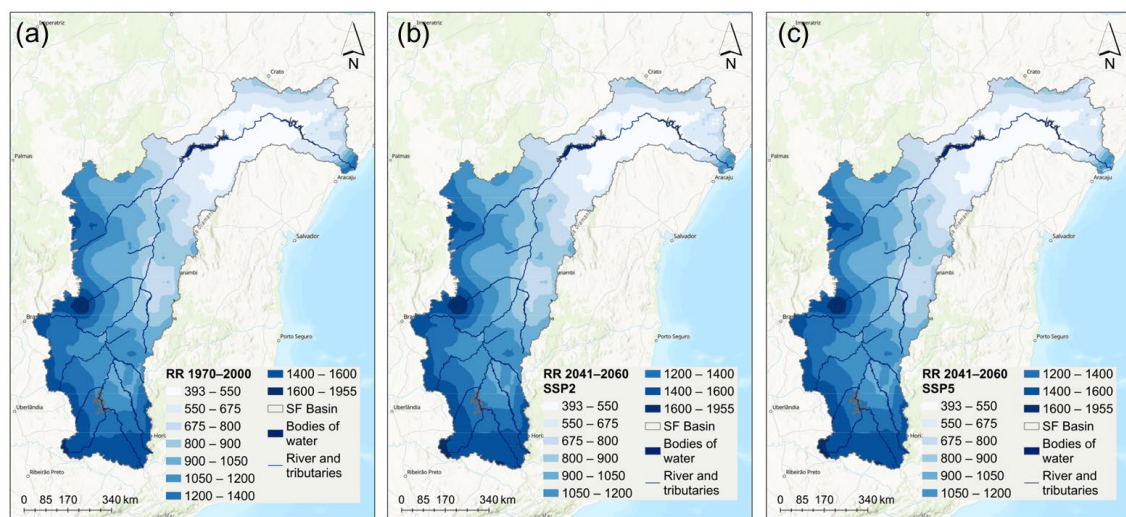 (a)
N
Imperatriz
Crato
Palmas
Aracaju
Salvador
Porto Seguro
Uberlândia
Ribeirão Preto
RR 1970–2000
393 – 550
550 – 675
675 – 800
800 – 900
900 – 1050
1050 – 1200
1200 – 1400
1400 – 1600
1600 – 1955
SF Basin
Bodies of
water
River and
tributaries
0 85 170 340 km
(b)
N
Imperatriz
Crato
Palmas
Aracaju
Salvador
Porto Seguro
Uberlândia
Ribeirão Preto
RR 2041–2060
SSP2
393 – 550
550 – 675
675 – 800
800 – 900
900 – 1050
1050 – 1200
1200 – 1400
1400 – 1600
1600 – 1955
SF Basin
Bodies of
water
River and
tributaries
0 85 170 340 km
(c)
N
Imperatriz
Crato
Palmas
Aracaju
Salvador
Porto Seguro
Uberlândia
Ribeirão Preto
RR 2041–2060
SSP5
393 – 550
550 – 675
675 – 800
800 – 900
900 – 1050
1050 – 1200
1200 – 1400
1400 – 1600
1600 – 1955
SF Basin
Bodies of
water
River and
tributaries
0 85 170 340 km